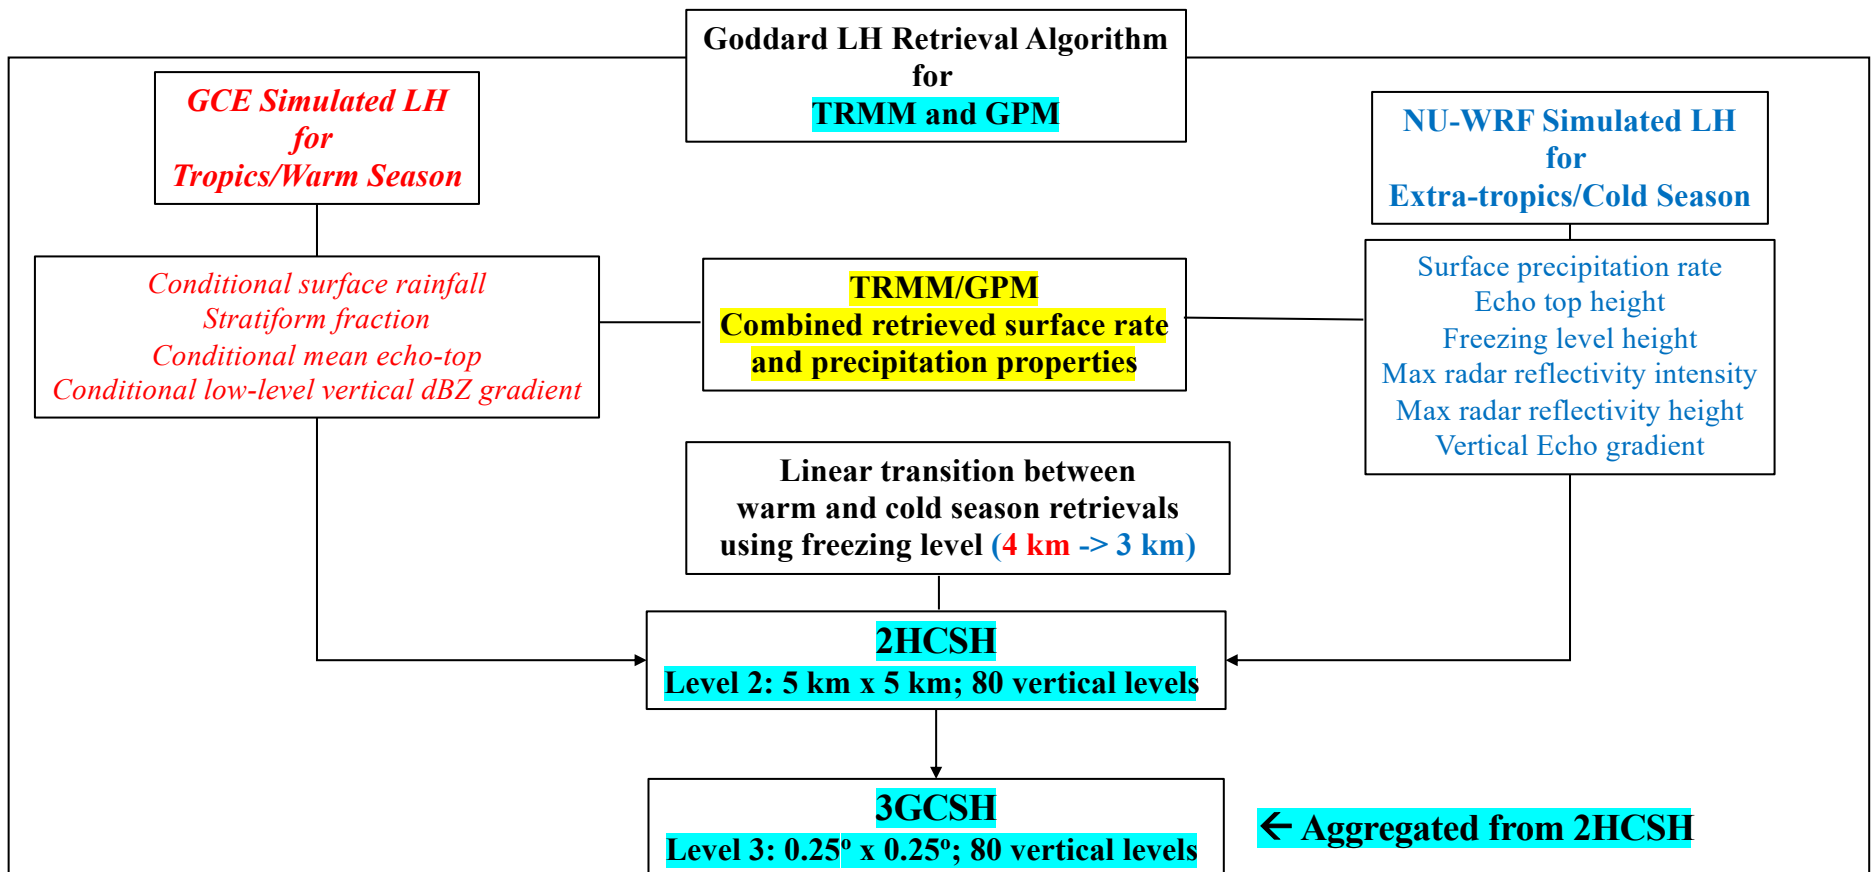 Goddard LH Retrieval Algorithm
for
TRMM and GPM
GCE Simulated LH
for
Tropics/Warm Season
NU-WRF Simulated LH
for
Extra-tropics/Cold Season
Conditional surface rainfall
Stratiform fraction
Conditional mean echo-top
Conditional low-level vertical dBZ gradient
TRMM/GPM
Combined retrieved surface rate
and precipitation properties
Surface precipitation rate
Echo top height
Freezing level height
Max radar reflectivity intensity
Max radar reflectivity height
Vertical Echo gradient
Linear transition between
warm and cold season retrievals
using freezing level (4 km -> 3 km)
2HCSH
Level 2: 5 km x 5 km; 80 vertical levels
3GCSH
Level 3: 0.25º x 0.25º; 80 vertical levels
← Aggregated from 2HCSH